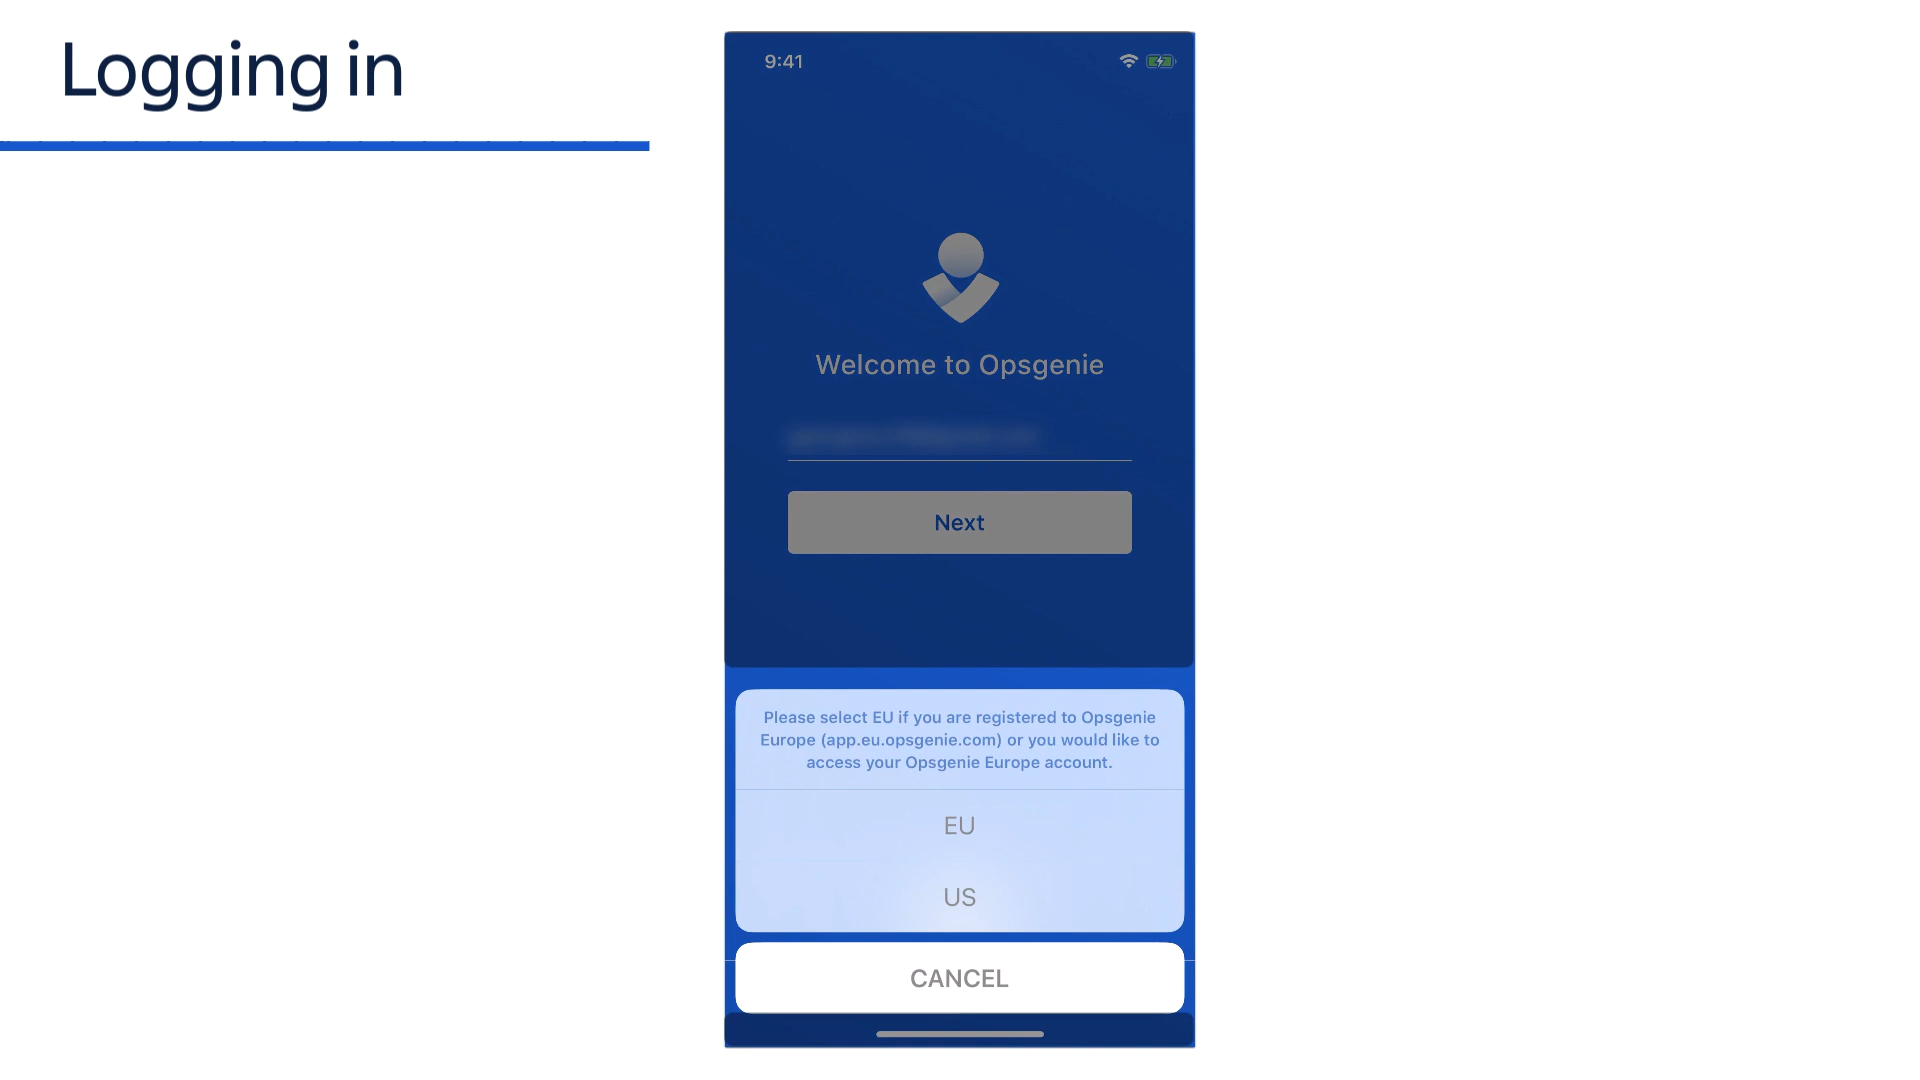 Logging in
9:41
Welcome to Opsgenie
Next
Please select EU if you are registered to Opsgenie
Europe (app.eu.opsgenie.com) or you would like to
access your Opsgenie Europe account.
EU
US
CANCEL